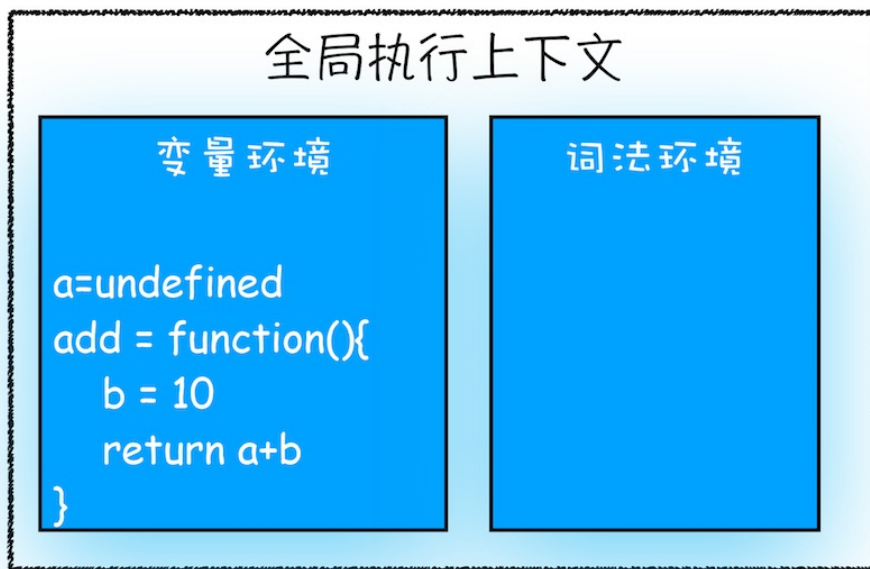 全局执行上下文
变量环境
a=undefined
add = function(){
b = 10
return a+b
}
词法环境